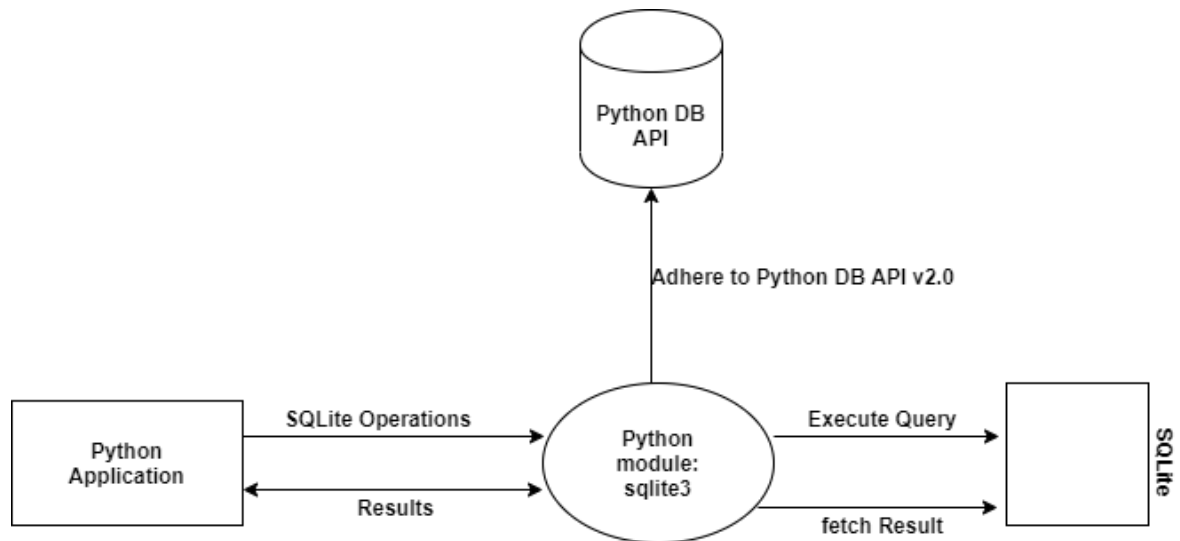 Python DB
API
Adhere to Python DB API v2.0
Python
Application
SQLite Operations
Results
Python
module:
sqlite3
Execute Query
fetch Result
SQLite